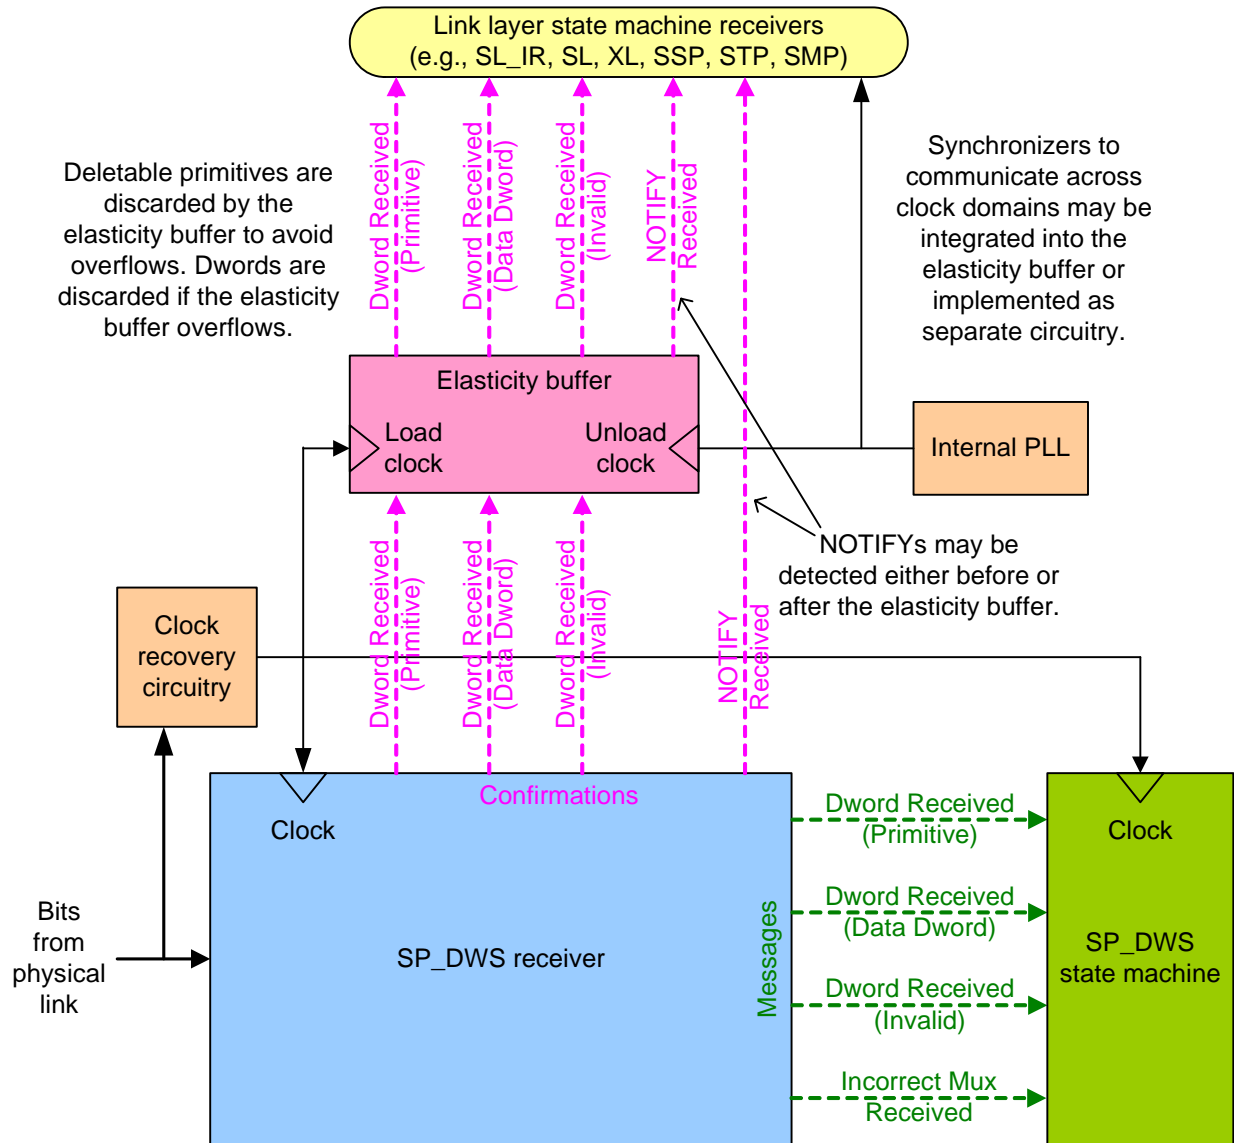 Link layer state machine receivers
(e.g., SL_IR, SL, XL, SSP, STP, SMP)
Deletable primitives are
discarded by the
elasticity buffer to avoid
overflows. Dwords are
discarded if the elasticity
buffer overflows.
Dword Received
(Primitive)
Dword Received
(Data Dword)
Dword Received
(Invalid)
NOTIFY
Received
Synchronizers to
communicate across
clock domains may be
integrated into the
elasticity buffer or
implemented as
separate circuitry.
Elasticity buffer
Load
clock
Unload
clock
Internal PLL
Dword Received
(Primitive)
Dword Received
(Data Dword)
Dword Received
(Invalid)
NOTIFY
Received
NOTIFYs may be
detected either before or
after the elasticity buffer.
Clock
recovery
circuitry
Confirmations
Clock
Bits
from
physical
link
SP_DWS receiver
Messages
Dword Received
(Primitive)
Dword Received
(Data Dword)
Dword Received
(Invalid)
Incorrect Mux
Received
Clock
SP_DWS
state machine